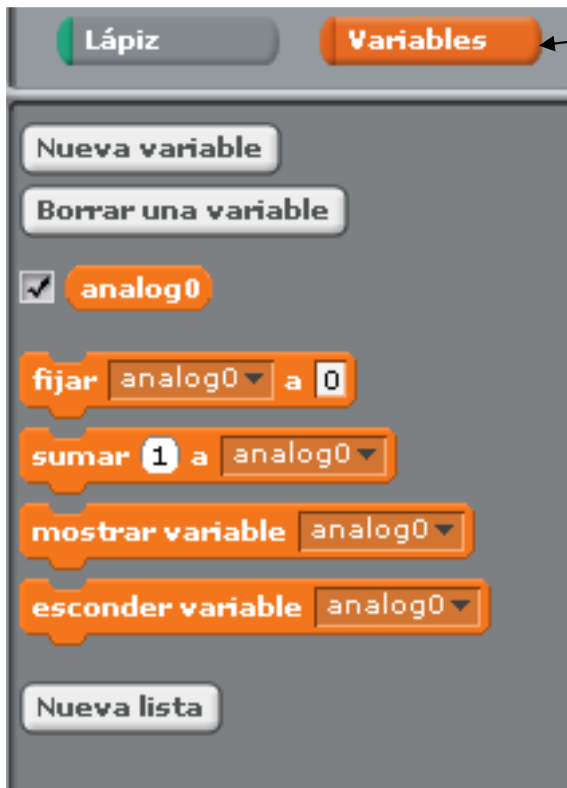 Lápiz Variables
Nueva variable
Borrar una variable
analog0
fijar analog0 a 0
sumar 1 a analog0
mostrar variable analog0
esconder variable analog0
Nueva lista